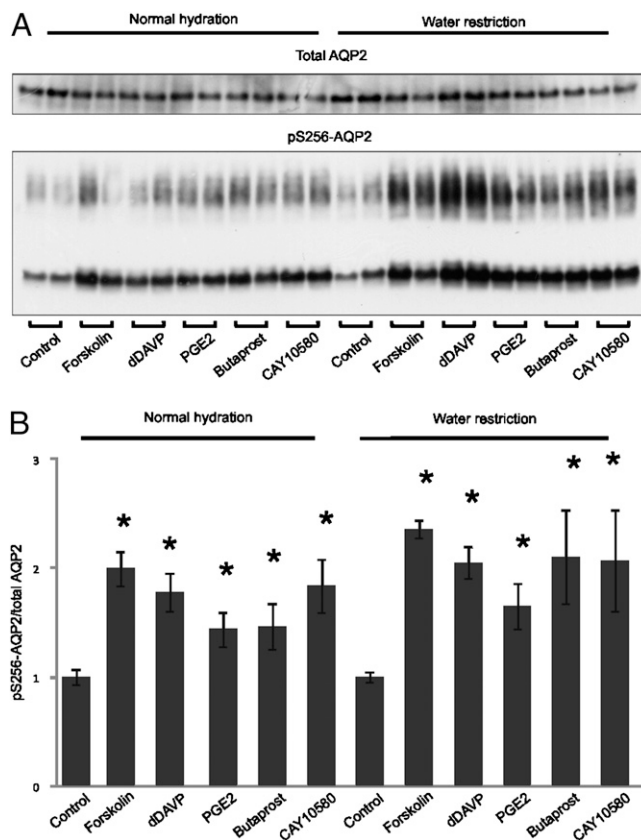 A
Normal hydration Water restriction
Total AQP2
pS256-AQP2
Control Forskolin dDAVP PGE2 Butaprost CAY10580 Control Forskolin dDAVP PGE2 Butaprost CAY10580
B
Normal hydration Water restriction
pS256-AQP2/total AQP2
3
2
1
0
* * * * * * * * * *
Control Forskolin dDAVP PGE2 Butaprost CAY10580 Control Forskolin dDAVP PGE2 Butaprost CAY10580